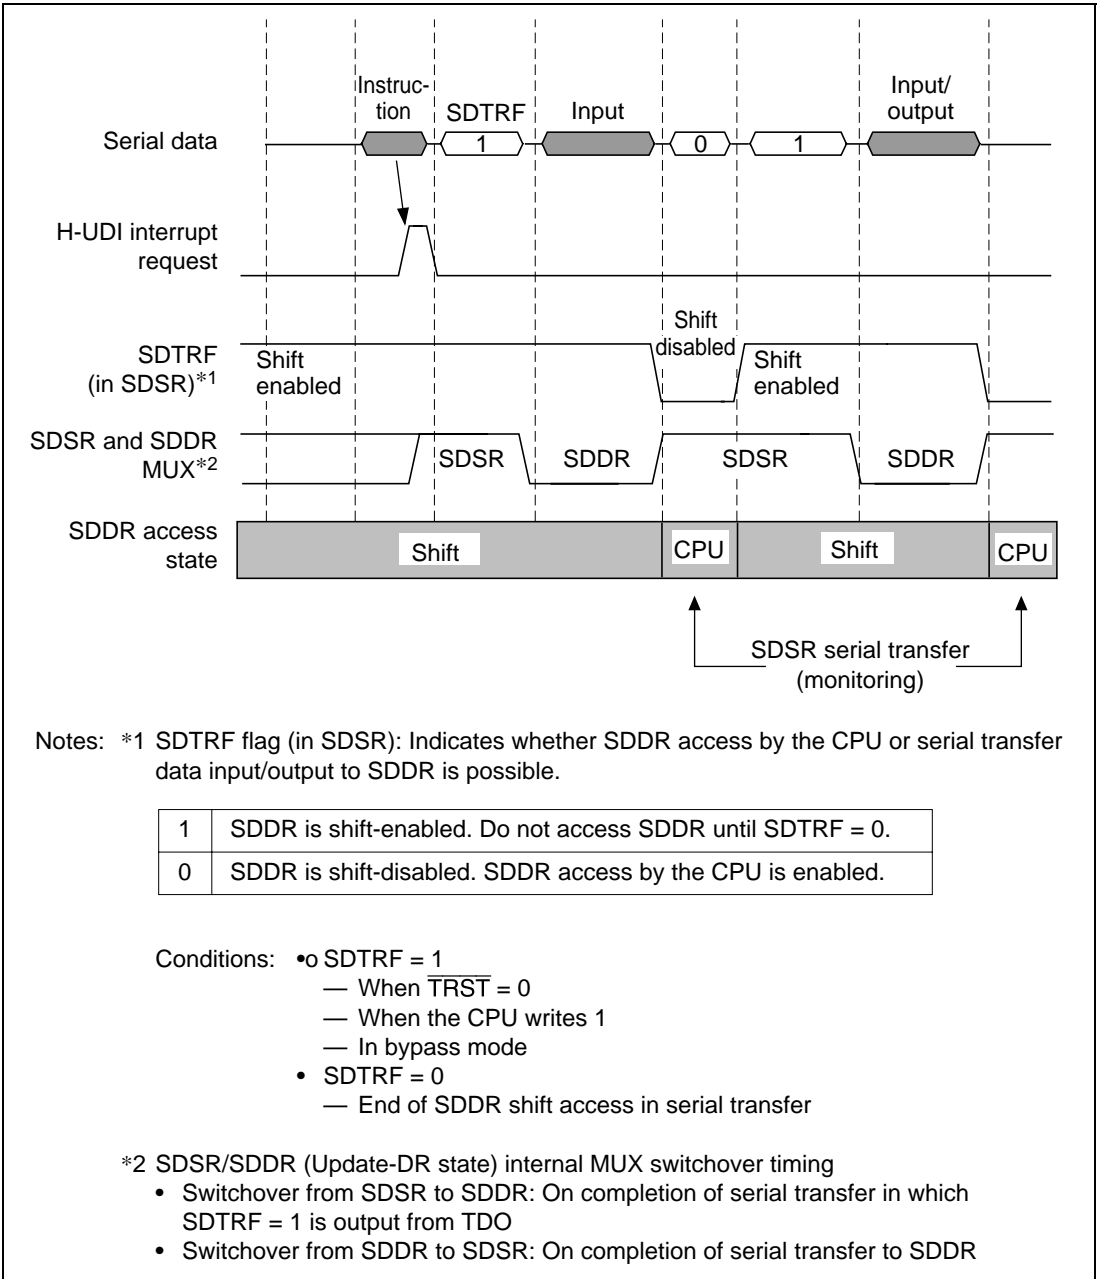 Instruc-
tion
SDTRF
Input
Input/
output
Serial data
1
0
1
H-UDI interrupt
request
Shift
disabled
SDTRF
(in SDSR)*1
Shift
enabled
Shift
enabled
SDSR and SDDR
MUX*2
SDSR
SDDR
SDSR
SDDR
SDDR access
state
Shift
CPU
Shift
CPU
SDSR serial transfer
(monitoring)
Notes: *1 SDTRF flag (in SDSR): Indicates whether SDDR access by the CPU or serial transfer
data input/output to SDDR is possible.
1 SDDR is shift-enabled. Do not access SDDR until SDTRF = 0.
0 SDDR is shift-disabled. SDDR access by the CPU is enabled.
Conditions: •o SDTRF = 1
— When T̅R̅S̅T̅ = 0
— When the CPU writes 1
— In bypass mode
• SDTRF = 0
— End of SDDR shift access in serial transfer
*2 SDSR/SDDR (Update-DR state) internal MUX switchover timing
• Switchover from SDSR to SDDR: On completion of serial transfer in which
SDTRF = 1 is output from TDO
• Switchover from SDDR to SDSR: On completion of serial transfer to SDDR